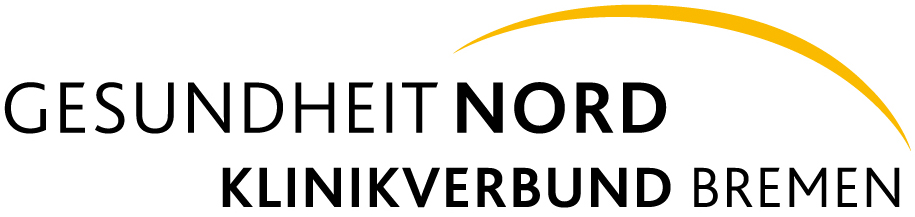 GESUNDHEIT NORD
KLINIKVERBUND BREMEN